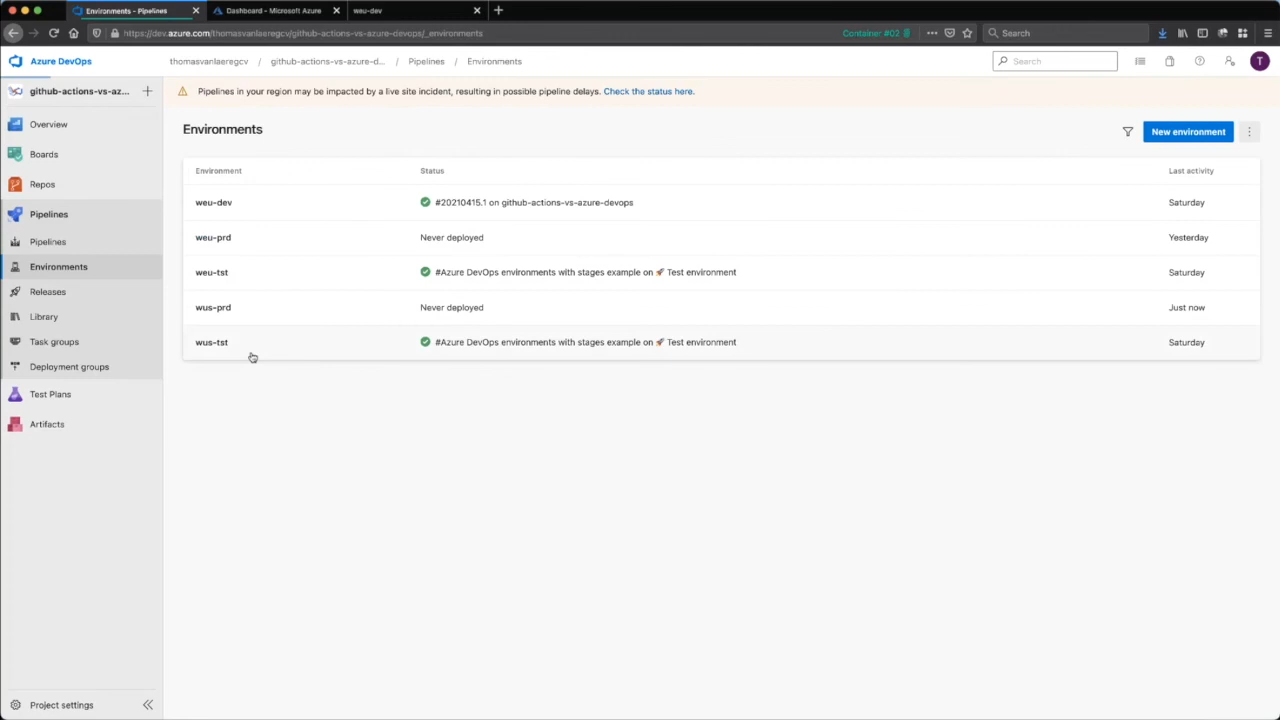 Environments - Pipelines
Dashboard - Microsoft Azure
weu-dev
https://dev.azure.com/thomasvanlaeregcv/github-actions-vs-azure-devops/_environments
Container #02
Search
Azure DevOps
thomasvanlaeregcv / github-actions-vs-azure-d... / Pipelines / Environments
Search
T
github-actions-vs-az...
Pipelines in your region may be impacted by a live site incident, resulting in possible pipeline delays. Check the status here.
Overview
Boards
Repos
Pipelines
Pipelines
Environments
Releases
Library
Task groups
Deployment groups
Test Plans
Artifacts
Project settings
Environments
New environment
Environment Status Last activity
weu-dev #20210415.1 on github-actions-vs-azure-devops Saturday
weu-prd Never deployed Yesterday
weu-tst #Azure DevOps environments with stages example on 🚀 Test environment Saturday
wus-prd Never deployed Just now
wus-tst #Azure DevOps environments with stages example on 🚀 Test environment Saturday